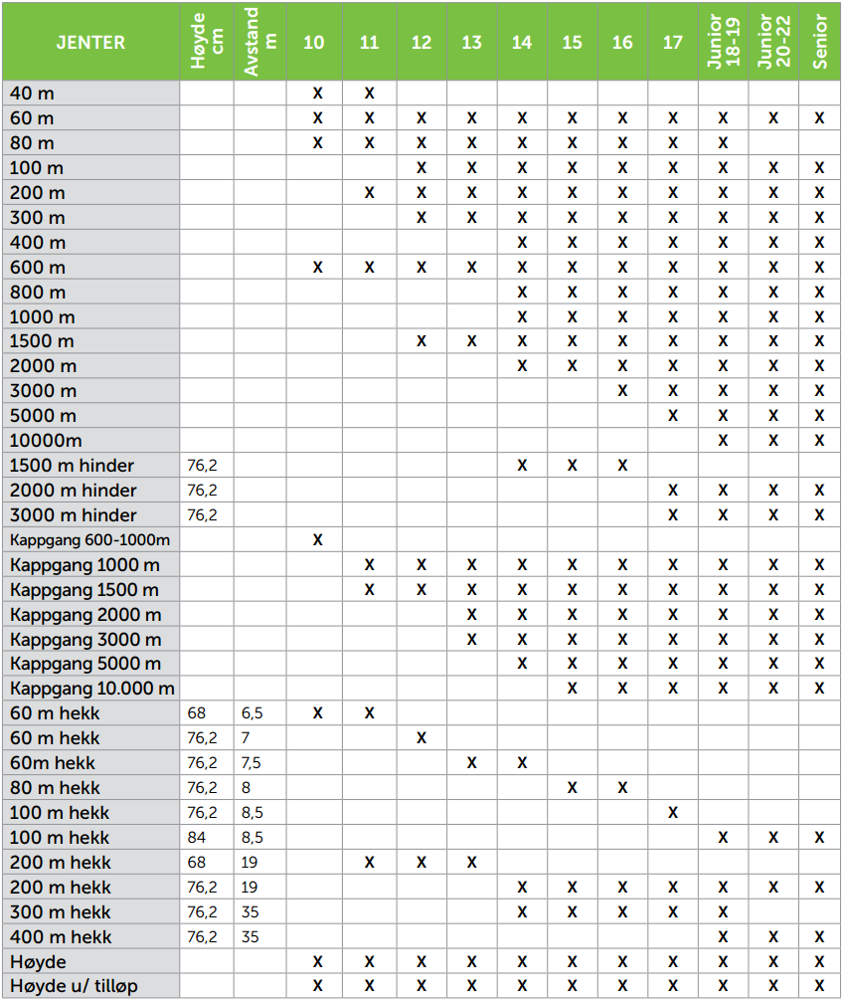 JENTER Høyde cm Avstand m 10 11 12 13 14 15 16 17 Junior 18-19 Junior 20-22 Senior
40 m X X
60 m X X X X X X X X X X X
80 m X X X X X X X X X
100 m X X X X X X X X X
200 m X X X X X X X X X X
300 m X X X X X X X X X
400 m X X X X X X X
600 m X X X X X X X X X X X
800 m X X X X X X X
1000 m X X X X X X X
1500 m X X X X X X X X X
2000 m X X X X X X X
3000 m X X X X X
5000 m X X X X
10000m X X X
1500 m hinder 76,2 X X X
2000 m hinder 76,2 X X X X
3000 m hinder 76,2 X X X X
Kappgang 600-1000m X
Kappgang 1000 m X X X X X X X X X X
Kappgang 1500 m X X X X X X X X X X
Kappgang 2000 m X X X X X X X X
Kappgang 3000 m X X X X X X X X
Kappgang 5000 m X X X X X X X
Kappgang 10.000 m X X X X X X
60 m hekk 68 6,5 X X
60 m hekk 76,2 7 X
60m hekk 76,2 7,5 X X
80 m hekk 76,2 8 X X
100 m hekk 76,2 8,5 X
100 m hekk 84 8,5 X X X
200 m hekk 68 19 X X X
200 m hekk 76,2 19 X X X X X X X
300 m hekk 76,2 35 X X X X X
400 m hekk 76,2 35 X X X
Høyde X X X X X X X X X X X
Høyde u/ tilløp X X X X X X X X X X X